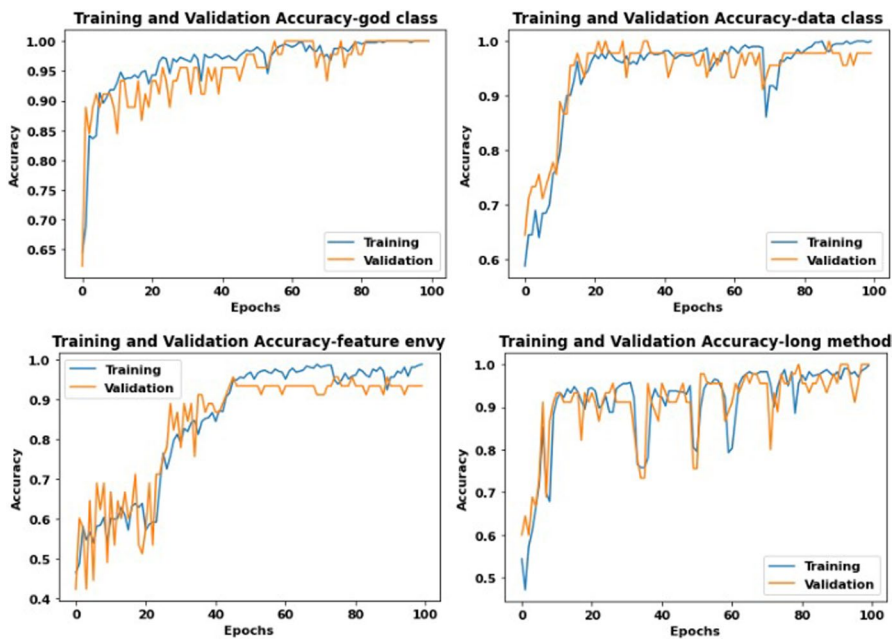 Training and Validation Accuracy-god class
1.00
0.95
0.90
0.85
0.80
0.75
0.70
0.65
Accuracy
Training
Validation
0 20 40 60 80 100
Epochs
Training and Validation Accuracy-data class
1.0
0.9
0.8
0.7
0.6
Accuracy
Training
Validation
0 20 40 60 80 100
Epochs
Training and Validation Accuracy-feature envy
1.0
0.9
0.8
0.7
0.6
0.5
0.4
Accuracy
Training
Validation
0 20 40 60 80 100
Epochs
Training and Validation Accuracy-long method
1.0
0.9
0.8
0.7
0.6
0.5
Accuracy
Training
Validation
0 20 40 60 80 100
Epochs